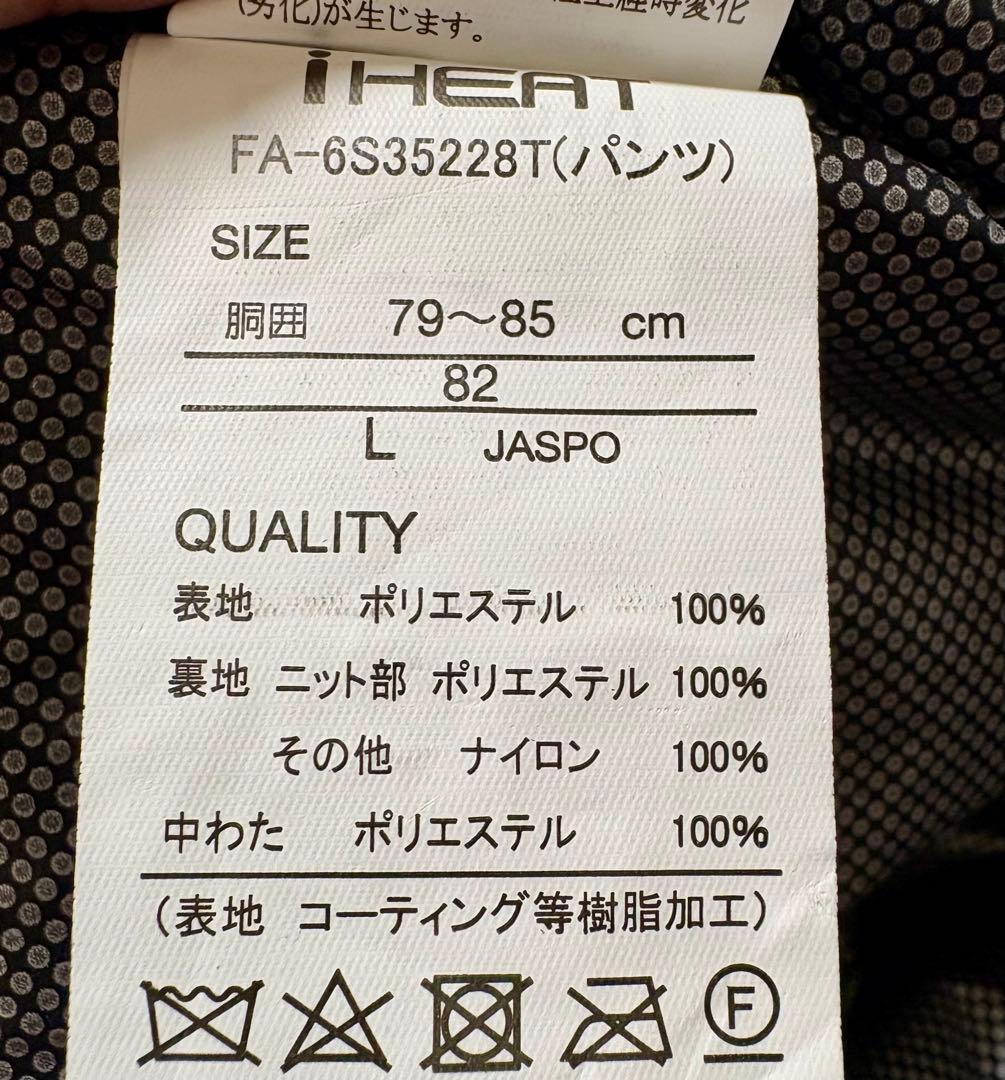 (劣化)が生じます。
iHEAT
FA-6S35228T(パンツ)
SIZE
胴囲 79～85 cm
82
L JASPO
QUALITY
表地 ポリエステル 100%
裏地 ニット部 ポリエステル 100%
その他 ナイロン 100%
中わた ポリエステル 100%
(表地 コーティング等樹脂加工)
F